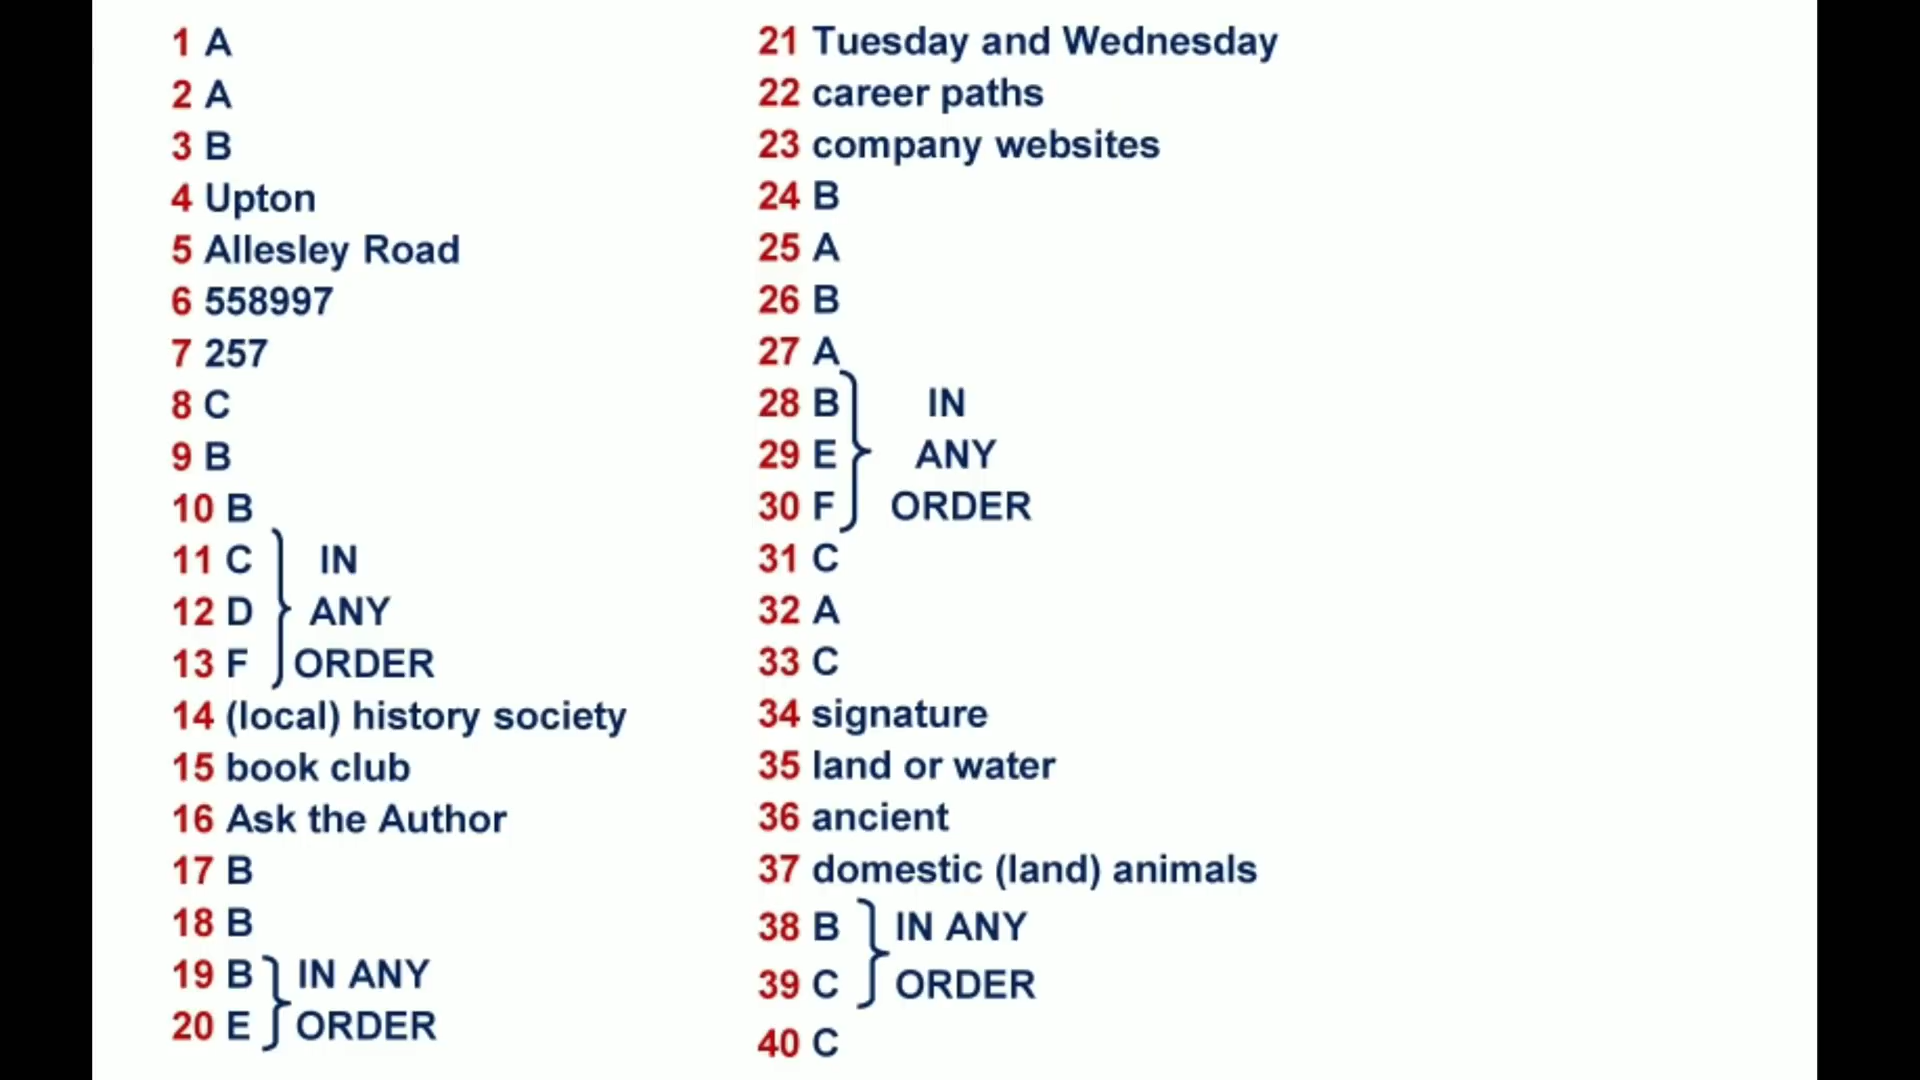 1 A
2 A
3 B
4 Upton
5 Allesley Road
6 558997
7 257
8 C
9 B
10 B
11 C IN
12 D ANY
13 F ORDER
14 (local) history society
15 book club
16 Ask the Author
17 B
18 B
19 B IN ANY
20 E ORDER
21 Tuesday and Wednesday
22 career paths
23 company websites
24 B
25 A
26 B
27 A
28 B IN
29 E ANY
30 F ORDER
31 C
32 A
33 C
34 signature
35 land or water
36 ancient
37 domestic (land) animals
38 B IN ANY
39 C ORDER
40 C